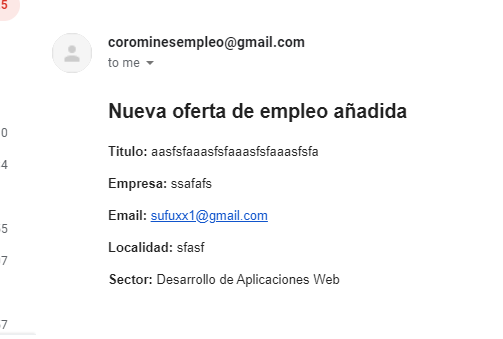 5
corominesempleo@gmail.com
to me
0
Nueva oferta de empleo añadida
4
Titulo: aasfsfaaasfsfaaasfsfaaasfsfa
Empresa: ssafafs
Email: sufuxx1@gmail.com
5
Localidad: sfasf
7
Sector: Desarrollo de Aplicaciones Web
7